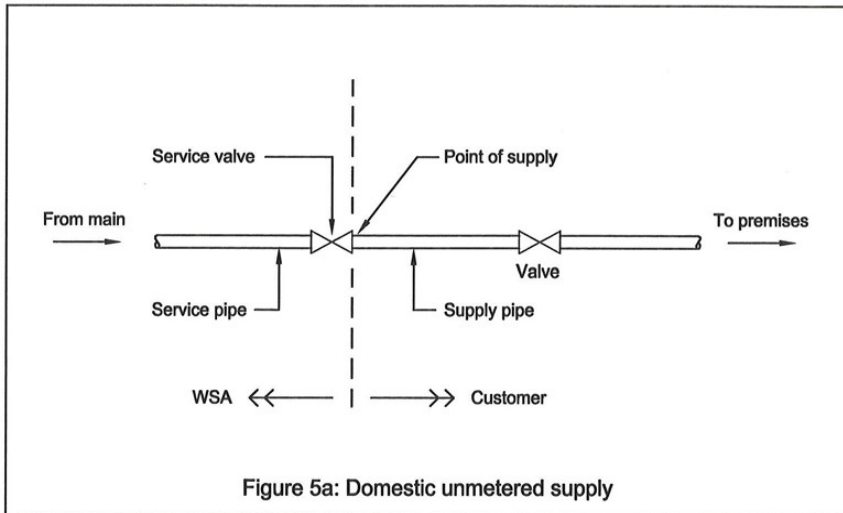 Service valve
Point of supply
From main
To premises
Valve
Service pipe
Supply pipe
WSA
Customer
Figure 5a: Domestic unmetered supply